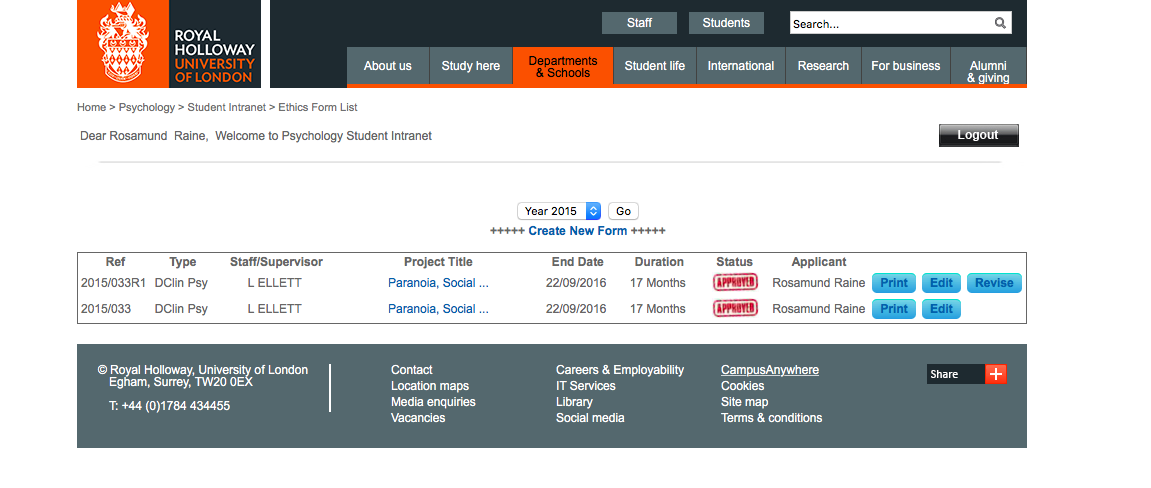 Staff
Students
Search...
ROYAL
HOLLOWAY
UNIVERSITY
OF LONDON
About us
Study here
Departments
& Schools
Student life
International
Research
For business
Alumni
& giving
Home > Psychology > Student Intranet > Ethics Form List
Dear Rosamund Raine, Welcome to Psychology Student Intranet
Logout
Year 2015
Go
+++++ Create New Form +++++
Ref Type Staff/Supervisor Project Title End Date Duration Status Applicant
2015/033R1 DClin Psy L ELLETT Paranoia, Social ... 22/09/2016 17 Months APPROVED Rosamund Raine Print Edit Revise
2015/033 DClin Psy L ELLETT Paranoia, Social ... 22/09/2016 17 Months APPROVED Rosamund Raine Print Edit
© Royal Holloway, University of London
Egham, Surrey, TW20 0EX
T: +44 (0)1784 434455
Contact
Location maps
Media enquiries
Vacancies
Careers & Employability
IT Services
Library
Social media
CampusAnywhere
Cookies
Site map
Terms & conditions
Share